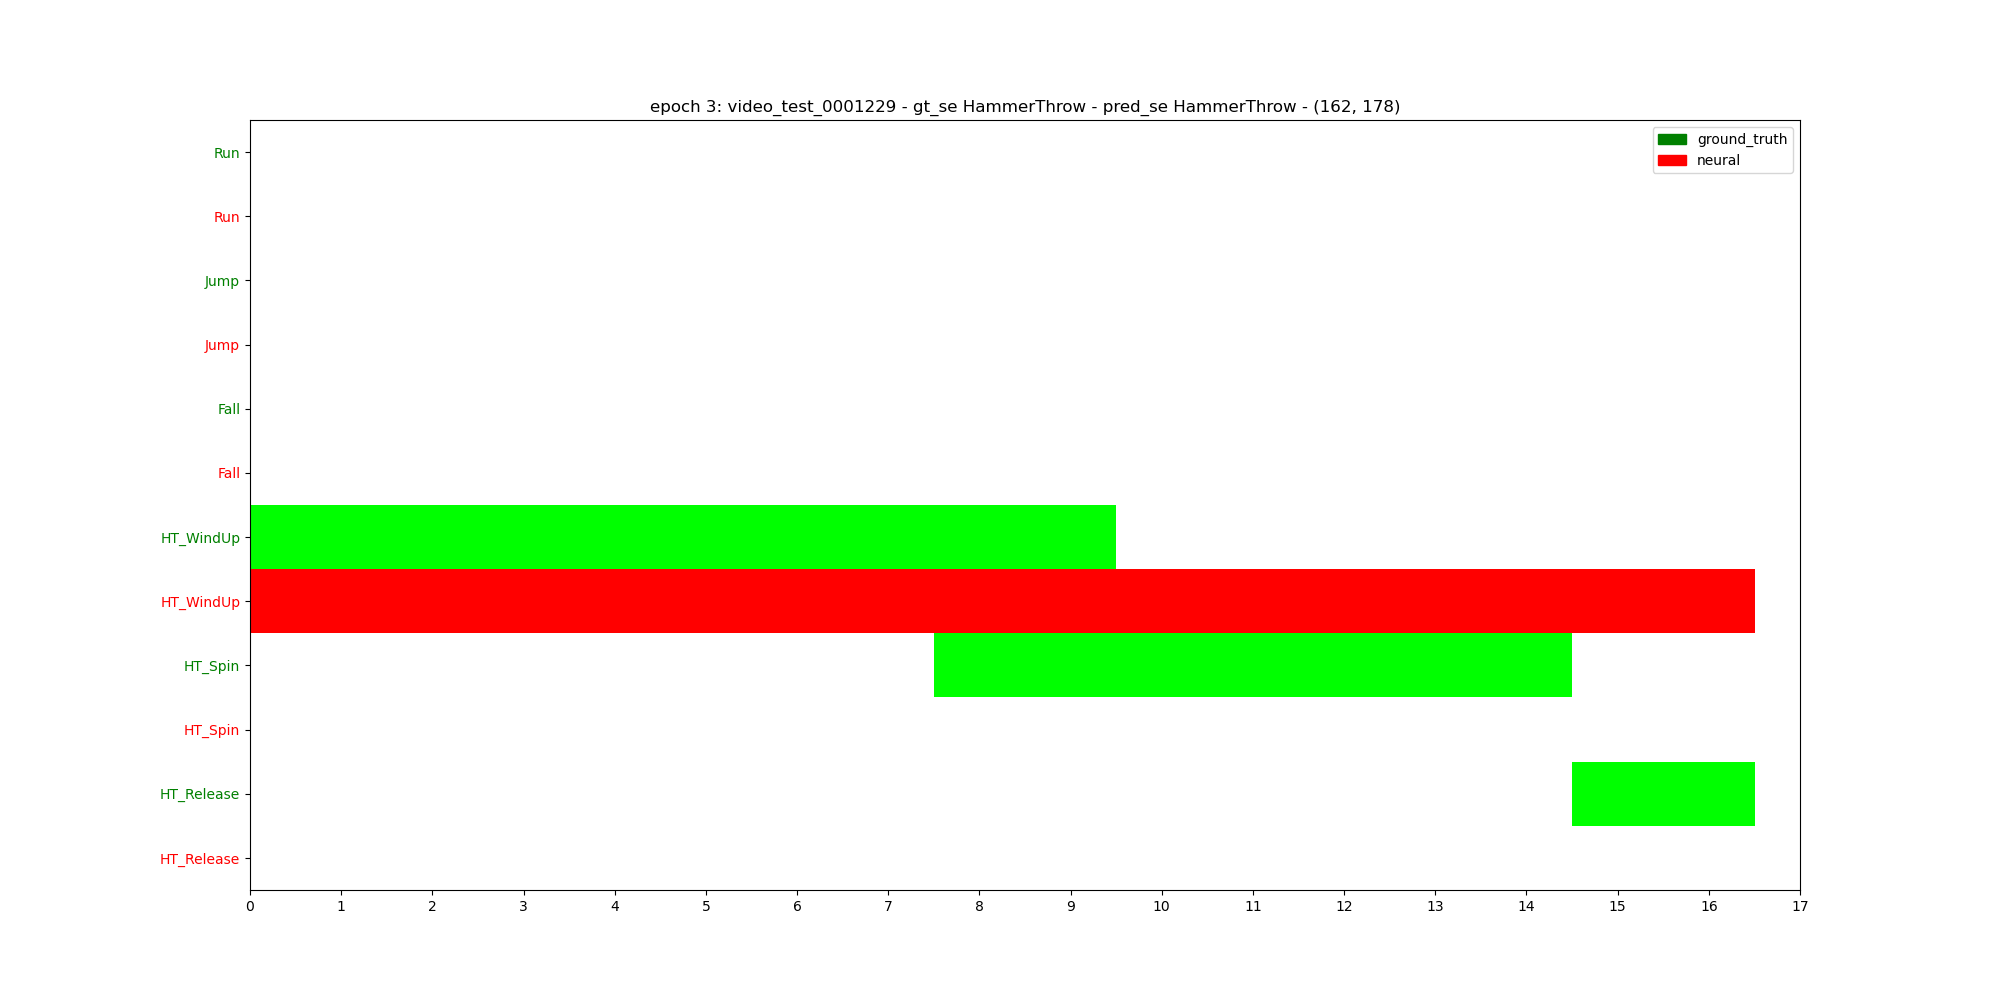 epoch 3: video_test_0001229 - gt_se HammerThrow - pred_se HammerThrow - (162, 178)
ground_truth
neural
Run
Run
Jump
Jump
Fall
Fall
HT_WindUp
HT_WindUp
HT_Spin
HT_Spin
HT_Release
HT_Release
0 1 2 3 4 5 6 7 8 9 10 11 12 13 14 15 16 17